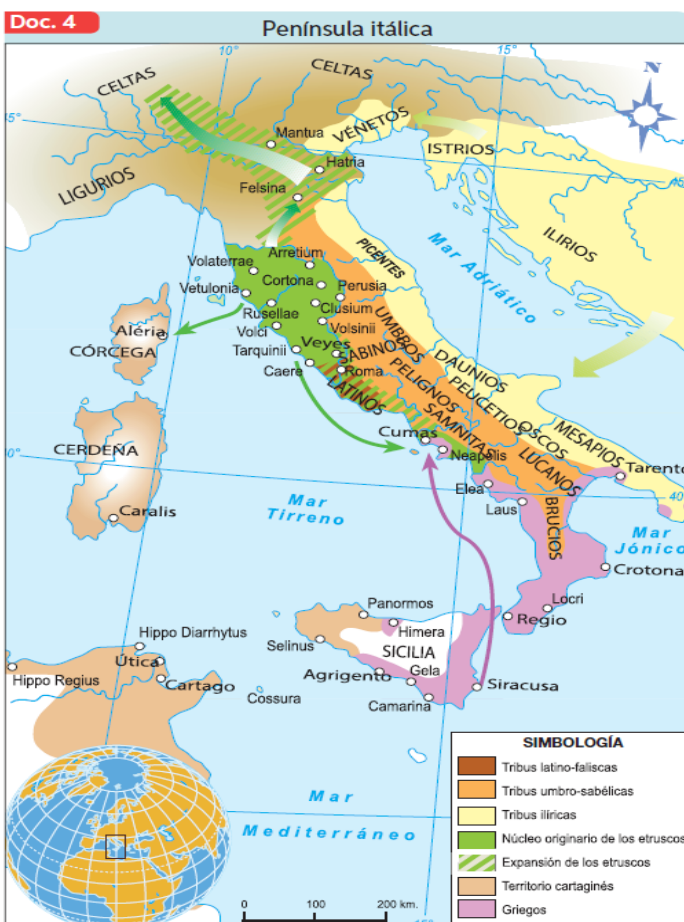 Doc. 4
Península itálica
10°
15°
N
CELTAS
CELTAS
45°
VÉNETOS
Mantua
ISTRIOS
Hatria
LIGURIOS
Felsina
45
ILIRIOS
Mar Adriático
PICENTES
Arretium
Volaterrae
Cortona
Perusia
Vetulonia
Clusium
Rusellae
Volsinii
Volci
UMBROS
Aléria
CÓRCEGA
Tarquinii
Veyes
SABINOS
DAUNIOS
Caere
Roma
PELIGNOS
PEUCETIOS
LATINOS
SAMNITAS
OSCOS
MESAPIOS
CERDEÑA
Cumas
Neapolis
LUCANOS
Tarento
Elea
40
Caralis
Mar Tirreno
Laus
BRUCIOS
Mar Jónico
Crotona
Panormos
Locri
Hippo Diarrhytus
Himera
Regio
Selinus
SICILIA
Útica
Gela
Hippo Regius
Cartago
Agrigento
Siracusa
Cossura
Camarina
Mar
Mediterráneo
0 100 200 km.
15°
SIMBOLOGÍA
Tribus latino-faliscas
Tribus umbro-sabélicas
Tribus ilíricas
Núcleo originario de los etruscos
Expansión de los etruscos
Territorio cartaginés
Griegos